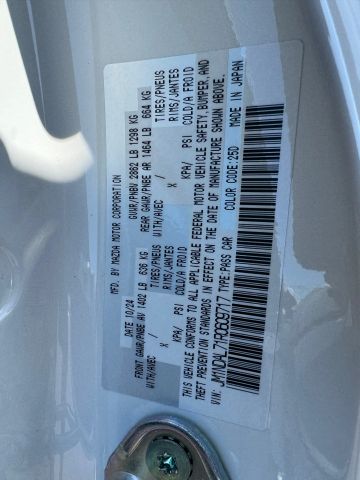 MFD. BY MAZDA MOTOR CORPORATION
DATE 10/24 GVWR/PNBV 2862 LB 1298 KG
FRONT GAWR/PNBE AV 1402 LB 636 KG REAR GAWR/PNBE AR 1464 LB 664 KG
WITH/AVEC TIRES/PNEUS WITH/AVEC TIRES/PNEUS
X RIMS/JANTES X RIMS/JANTES
KPA/ PSI COLD/A FROID KPA/ PSI COLD/A FROID
THIS VEHICLE CONFORMS TO ALL APPLICABLE FEDERAL MOTOR VEHICLE SAFETY, BUMPER, AND
THEFT PREVENTION STANDARDS IN EFFECT ON THE DATE OF MANUFACTURE SHOWN ABOVE.
MADE IN JAPAN
VIN: JM1NDAL71R0609717 TYPE:PASS CAR COLOR CODE:25D